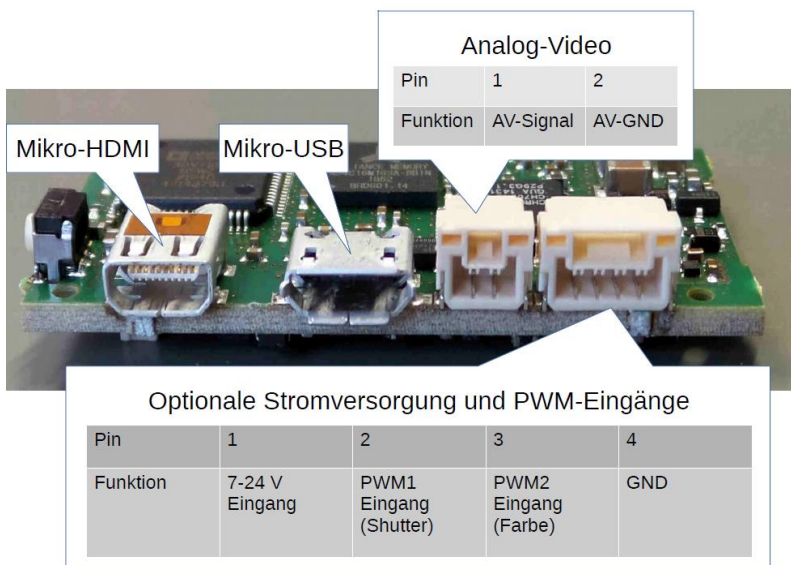 Analog-Video
Pin 1 2
Funktion AV-Signal AV-GND
Mikro-HDMI
Mikro-USB
Optionale Stromversorgung und PWM-Eingänge
Pin 1 2 3 4
Funktion 7-24 V PWM1 PWM2 GND
Eingang Eingang Eingang
(Shutter) (Farbe)